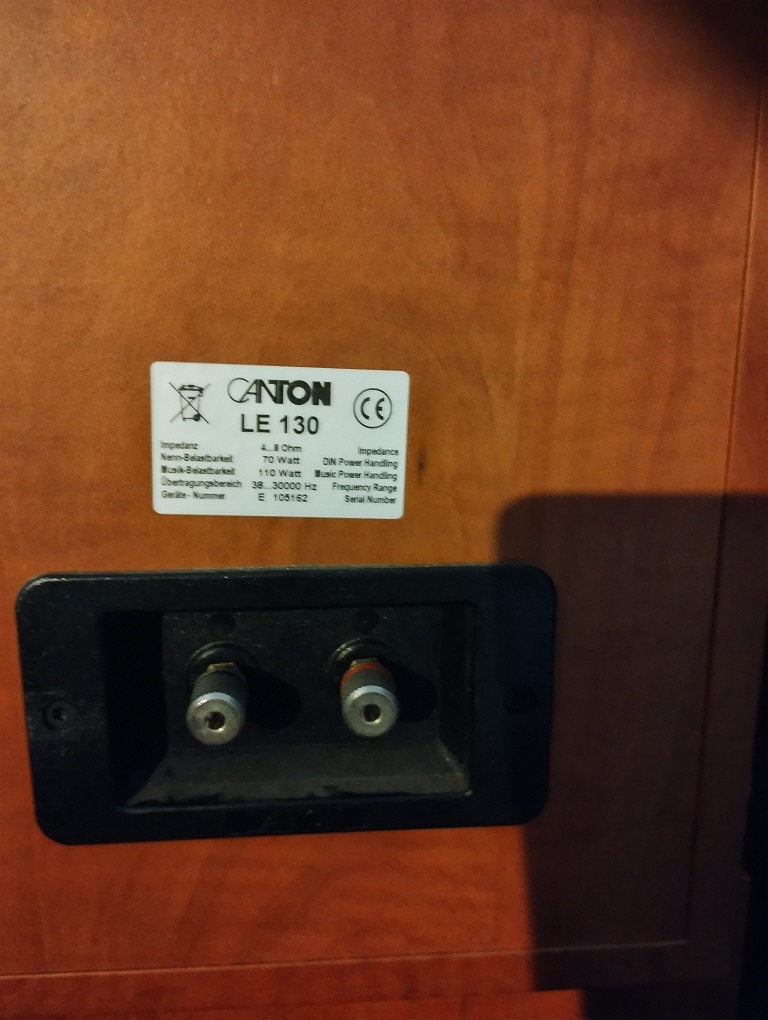 CANTON
LE 130
Impedanz 4...8 Ohm Impedance
Nenn-Belastbarkeit 70 Watt DIN Power Handling
Musik-Belastbarkeit 110 Watt Music Power Handling
Übertragungsbereich 38...30000 Hz Frequency Range
Geräte - Nummer E 105162 Serial Number
CE